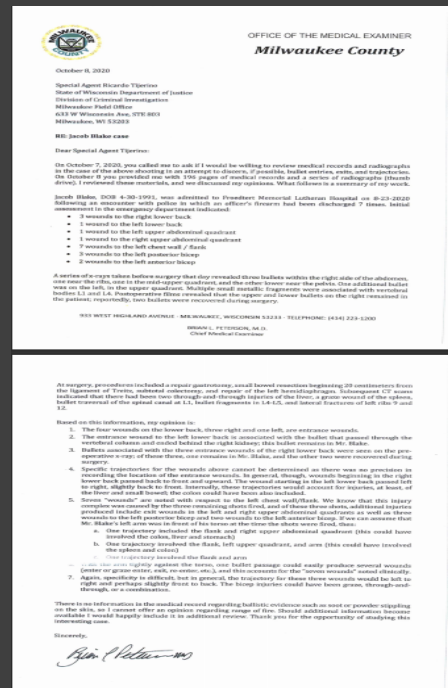 MILWAUKEE
COUNTY
OFFICE OF THE MEDICAL EXAMINER
Milwaukee County
October 8, 2020
Special Agent Ricardo Tijerino
State of Wisconsin Department of Justice
Division of Criminal Investigation
Milwaukee Field Office
633 W Wisconsin Ave, STE 803
Milwaukee, WI 53203
RE: Jacob Blake case
Dear Special Agent Tijerino:
On October 7, 2020, you called me to ask if I would be willing to review medical records and radiographs
in the case of the above shooting in an attempt to discern, if possible, bullet entries, exits, and trajectories.
On October 8 you provided me with 196 pages of medical records and a series of radiographs (thumb
drive). I reviewed these materials, and we discussed my opinions. What follows is a summary of my work.
Jacob Blake, DOB 4-30-1991, was admitted to Froedtert Memorial Lutheran Hospital on 8-23-2020
following an encounter with police in which an officer's firearm had been discharged 7 times. Initial
assessment in the emergency department indicated:
• 3 wounds to the right lower back
• 1 wound to the left lower back
• 1 wound to the left upper abdominal quadrant
• 1 wound to the right upper abdominal quadrant
• 7 wounds to the left chest wall / flank
• 3 wounds to the left posterior bicep
• 2 wounds to the left anterior bicep
A series of x-rays taken before surgery that day revealed three bullets within the right side of the abdomen,
one near the ribs, one in the mid-upper quadrant, and the other lower near the pelvis. One additional bullet
was on the left, in the upper quadrant. Multiple small metallic fragments were associated with vertebral
bodies L1 and L4. Postoperative films revealed that the upper and lower bullets on the right remained in
the patient; reportedly, two bullets were recovered during surgery.
933 WEST HIGHLAND AVENUE - MILWAUKEE, WISCONSIN 53233 - TELEPHONE: (414) 223-1200
BRIAN L. PETERSON, M.D.
Chief Medical Examiner
At surgery, procedures included a repair gastrotomy, small bowel resection beginning 20 centimeters from
the ligament of Treitz, subtotal colectomy, and repair of the left hemidiaphragm. Subsequent CT scans
indicated that there had been two through-and-through injuries of the liver, a graze wound of the spleen,
bullet traversal of the spinal canal at L1, bullet fragments in L4-L5, and lateral fractures of left ribs 9 and
12.
Based on this information, my opinion is:
1. The four wounds on the lower back, three right and one left, are entrance wounds.
2. The entrance wound to the left lower back is associated with the bullet that passed through the
vertebral column and ended behind the right kidney; this bullet remains in Mr. Blake.
3. Bullets associated with the three entrance wounds of the right lower back were seen on the pre-
operative x-ray; of these three, one remains in Mr. Blake, and the other two were recovered during
surgery.
4. Specific trajectories for the wounds above cannot be determined as there was no precision in
recording the location of the entrance wounds. In general, though, wounds beginning in the right
lower back passed back to front and upward. The wound starting in the left lower back passed left
to right, slightly back to front. Internally, these trajectories would account for injuries, at least, of
the liver and small bowel; the colon could have been also included.
5. Seven "wounds" are noted with respect to the left chest wall/flank. We know that this injury
complex was caused by the three remaining shots fired, and of these three shots, additional injuries
produced include exit wounds in the left and right upper abdominal quadrants as well as three
wounds to the left posterior bicep and two wounds to the left anterior bicep. If we can assume that
Mr. Blake's left arm was in front of his torso at the time the shots were fired, then:
a. One trajectory included the flank and right upper abdominal quadrant (this could have
involved the colon, liver and stomach)
b. One trajectory involved the flank, left upper quadrant, and arm (this could have involved
the spleen and colon)
One trajectory involved the flank and arm
the arm tightly against the torso, one bullet passage could easily produce several wounds
(enter or graze enter, exit, re-enter, etc.), and this accounts for the "seven wounds" noted clinically.
7. Again, specificity is difficult, but in general, the trajectory for these three wounds would be left to
right and perhaps slightly front to back. The bicep injuries could have been graze, through-and-
through, or a combination.
There is no information in the medical record regarding ballistic evidence such as soot or powder stippling
on the skin, so I cannot offer an opinion regarding range of fire. Should additional information become
available I would happily include it in additional review. Thank you for the opportunity of studying this
interesting case.
Sincerely,